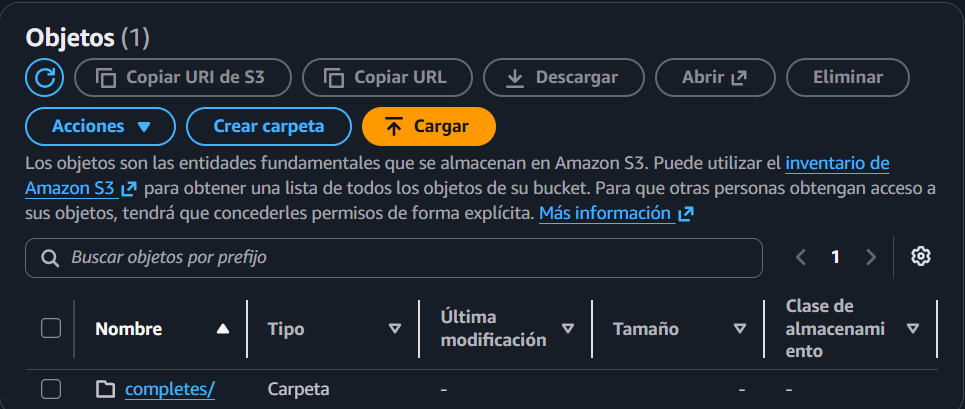 Objetos (1)
Copiar URI de S3
Copiar URL
Descargar
Abrir
Eliminar
Acciones
Crear carpeta
Cargar
Los objetos son las entidades fundamentales que se almacenan en Amazon S3. Puede utilizar el inventario de
Amazon S3 para obtener una lista de todos los objetos de su bucket. Para que otras personas obtengan acceso a
sus objetos, tendrá que concederles permisos de forma explícita. Más información
Buscar objetos por prefijo
1
Nombre
Tipo
Última
modificación
Tamaño
Clase de
almacenami
ento
completes/
Carpeta
-
-
-